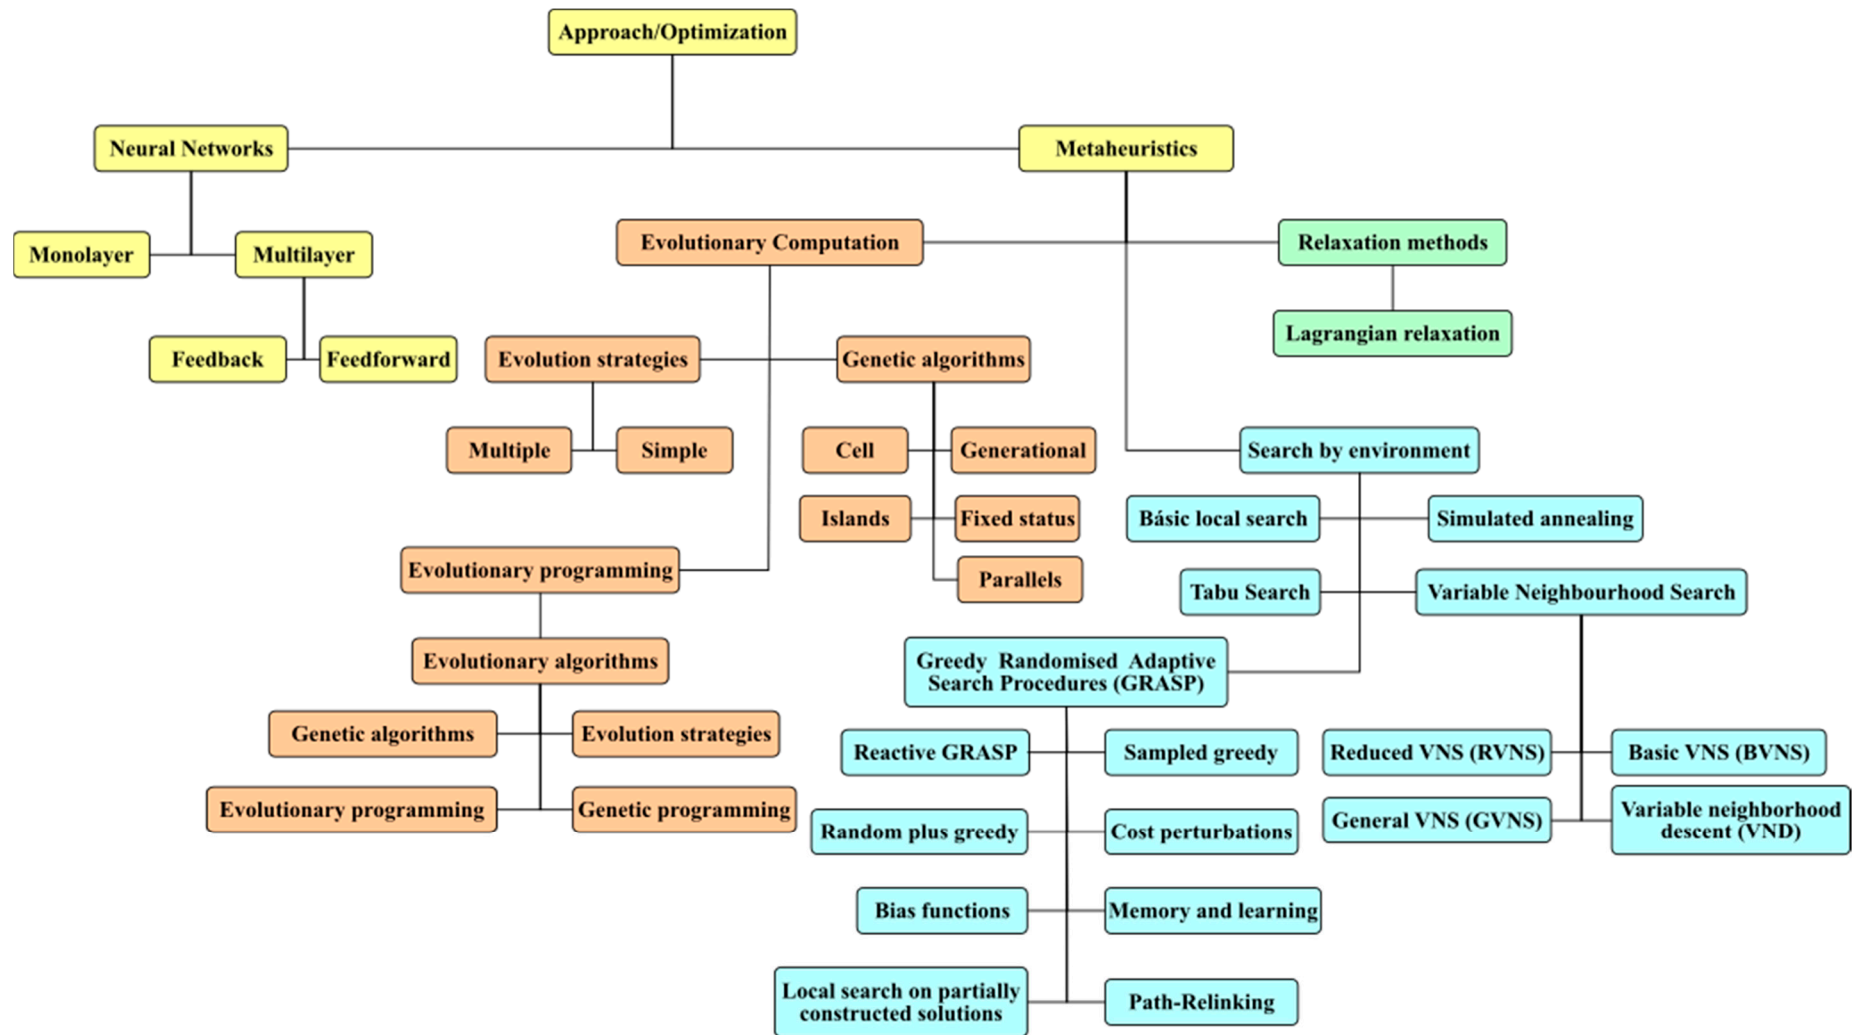 Approach/Optimization
Neural Networks
Metaheuristics
Evolutionary Computation
Relaxation methods
Monolayer
Multilayer
Lagrangian relaxation
Feedback
Feedforward
Evolution strategies
Genetic algorithms
Multiple
Simple
Cell
Generational
Search by environment
Islands
Fixed status
Básic local search
Simulated annealing
Evolutionary programming
Parallels
Tabu Search
Variable Neighbourhood Search
Evolutionary algorithms
Greedy Randomised Adaptive
Search Procedures (GRASP)
Genetic algorithms
Evolution strategies
Reactive GRASP
Sampled greedy
Reduced VNS (RVNS)
Basic VNS (BVNS)
Evolutionary programming
Genetic programming
Random plus greedy
Cost perturbations
General VNS (GVNS)
Variable neighborhood
descent (VND)
Bias functions
Memory and learning
Local search on partially
constructed solutions
Path-Relinking